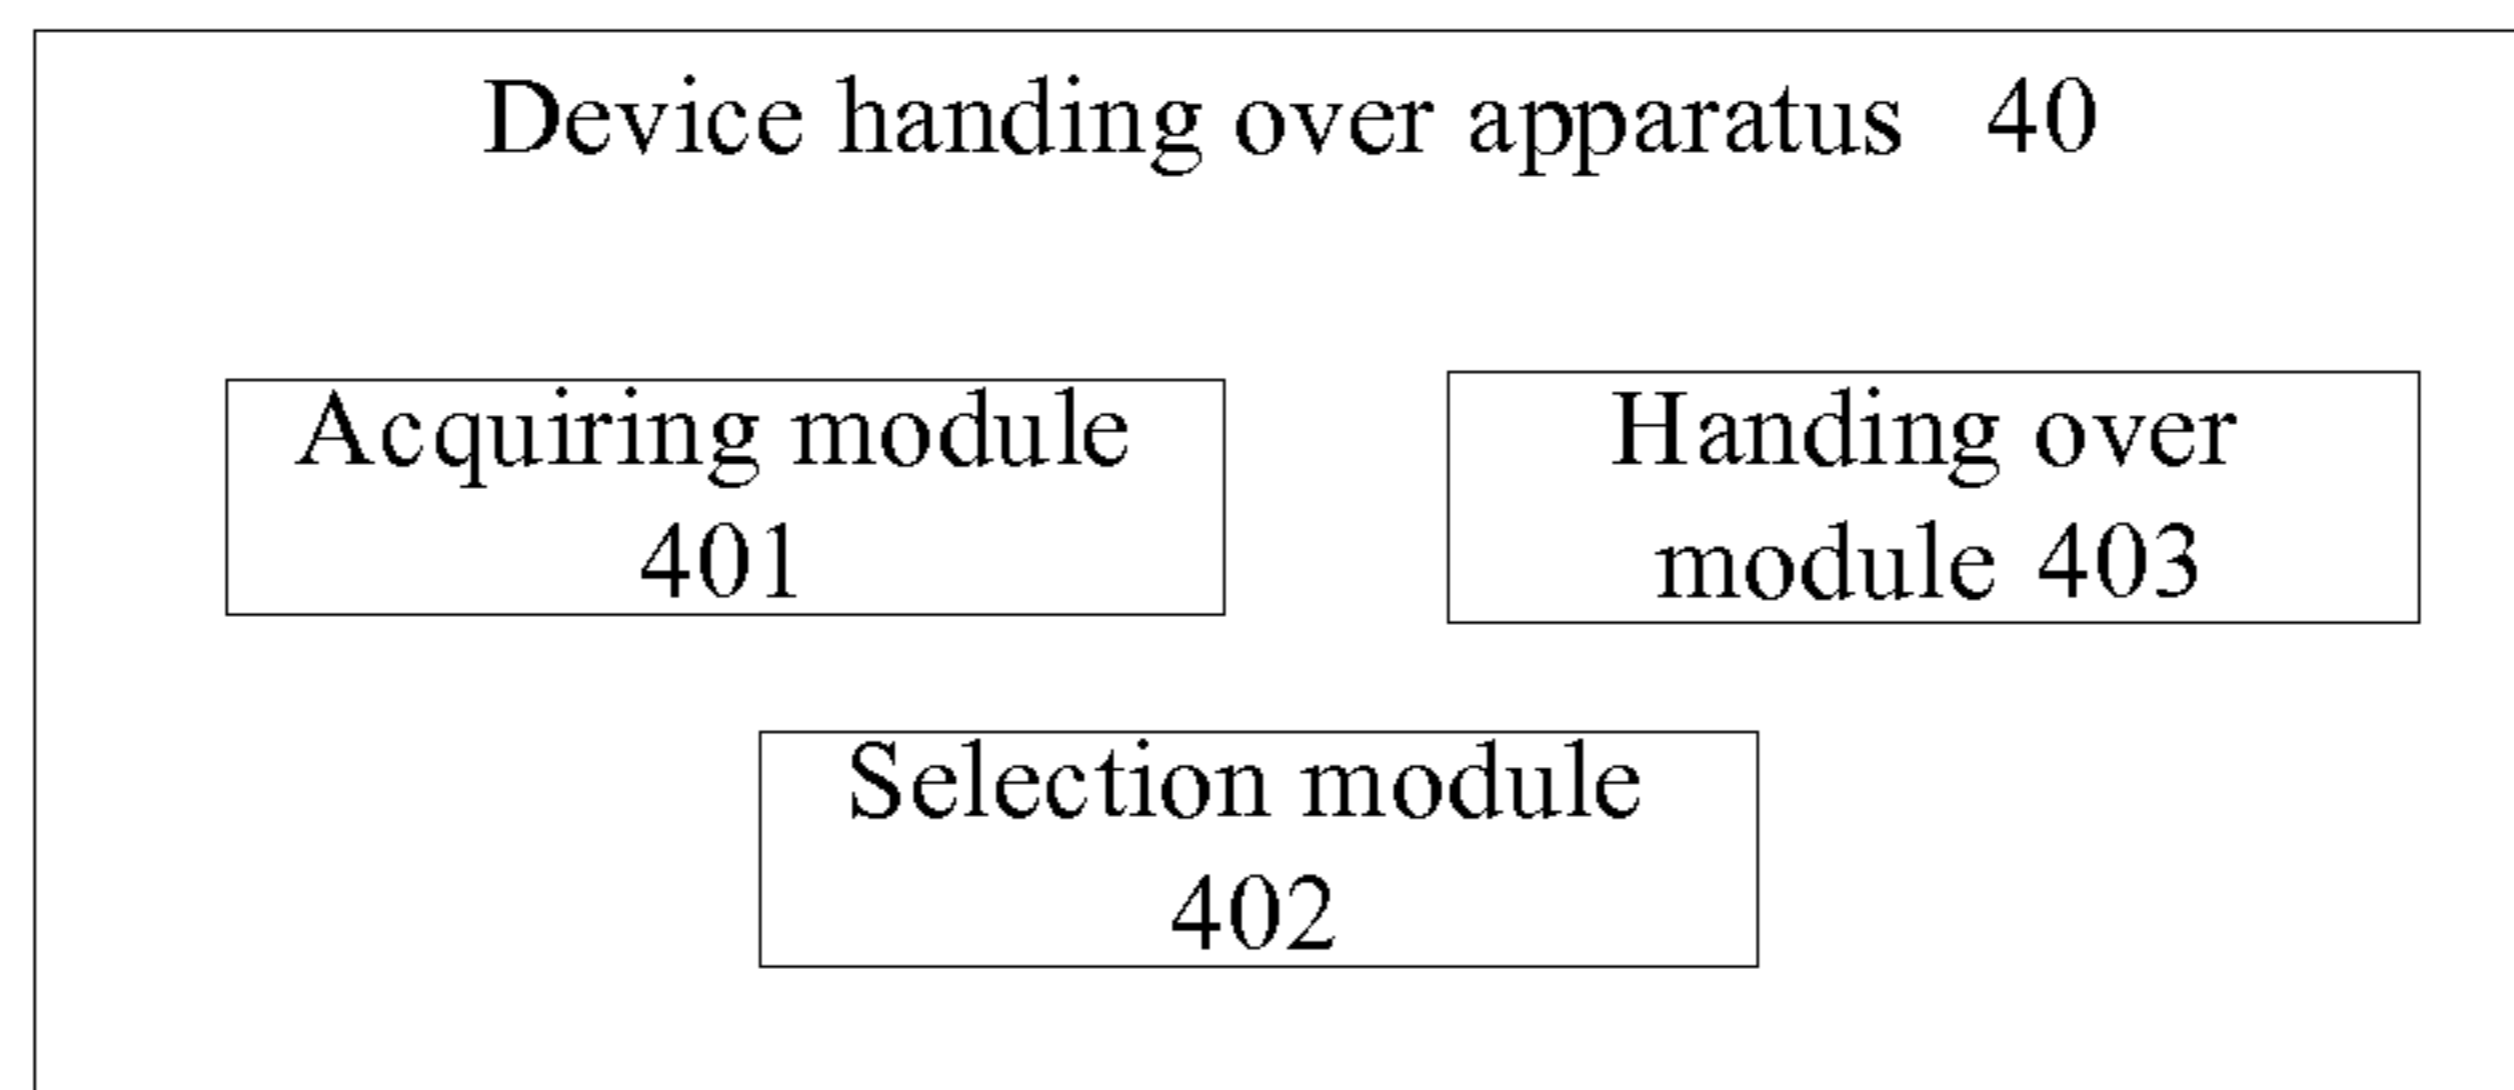 Device handing over apparatus 40
Acquiring module
401
Handing over
module 403
Selection module
402